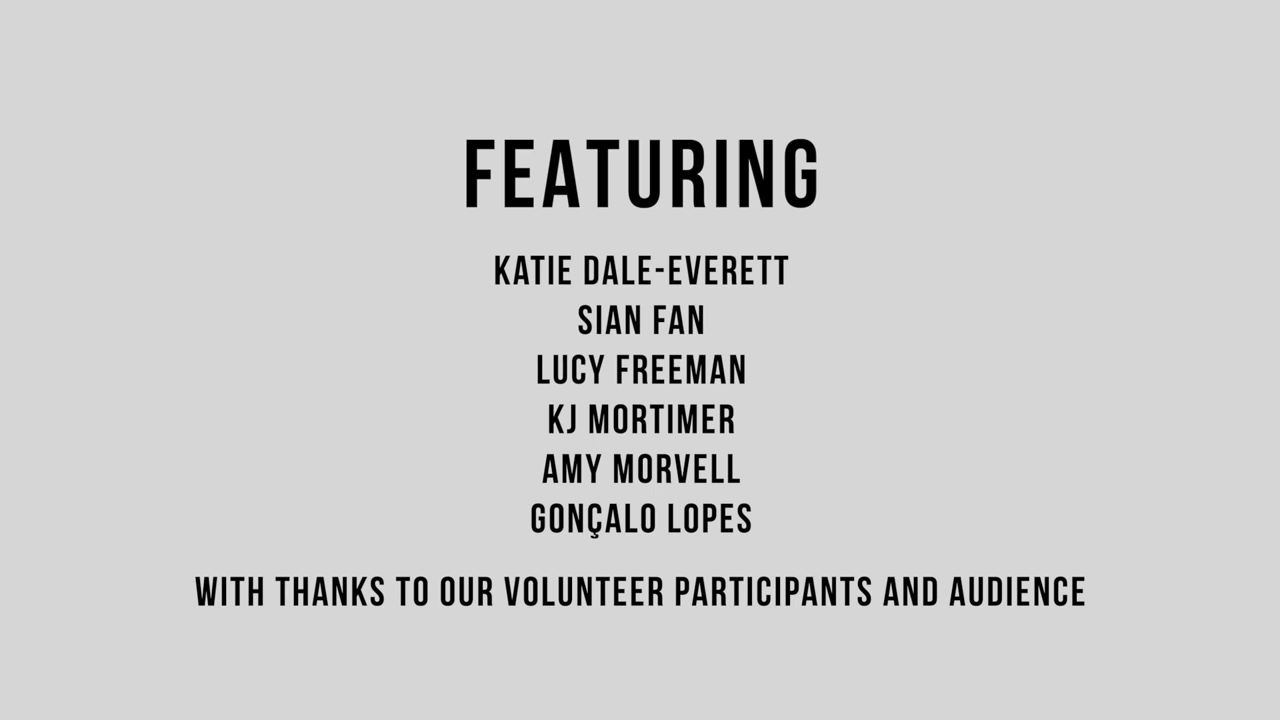 FEATURING
KATIE DALE-EVERETT
SIAN FAN
LUCY FREEMAN
KJ MORTIMER
AMY MORVELL
GONÇALO LOPES
WITH THANKS TO OUR VOLUNTEER PARTICIPANTS AND AUDIENCE